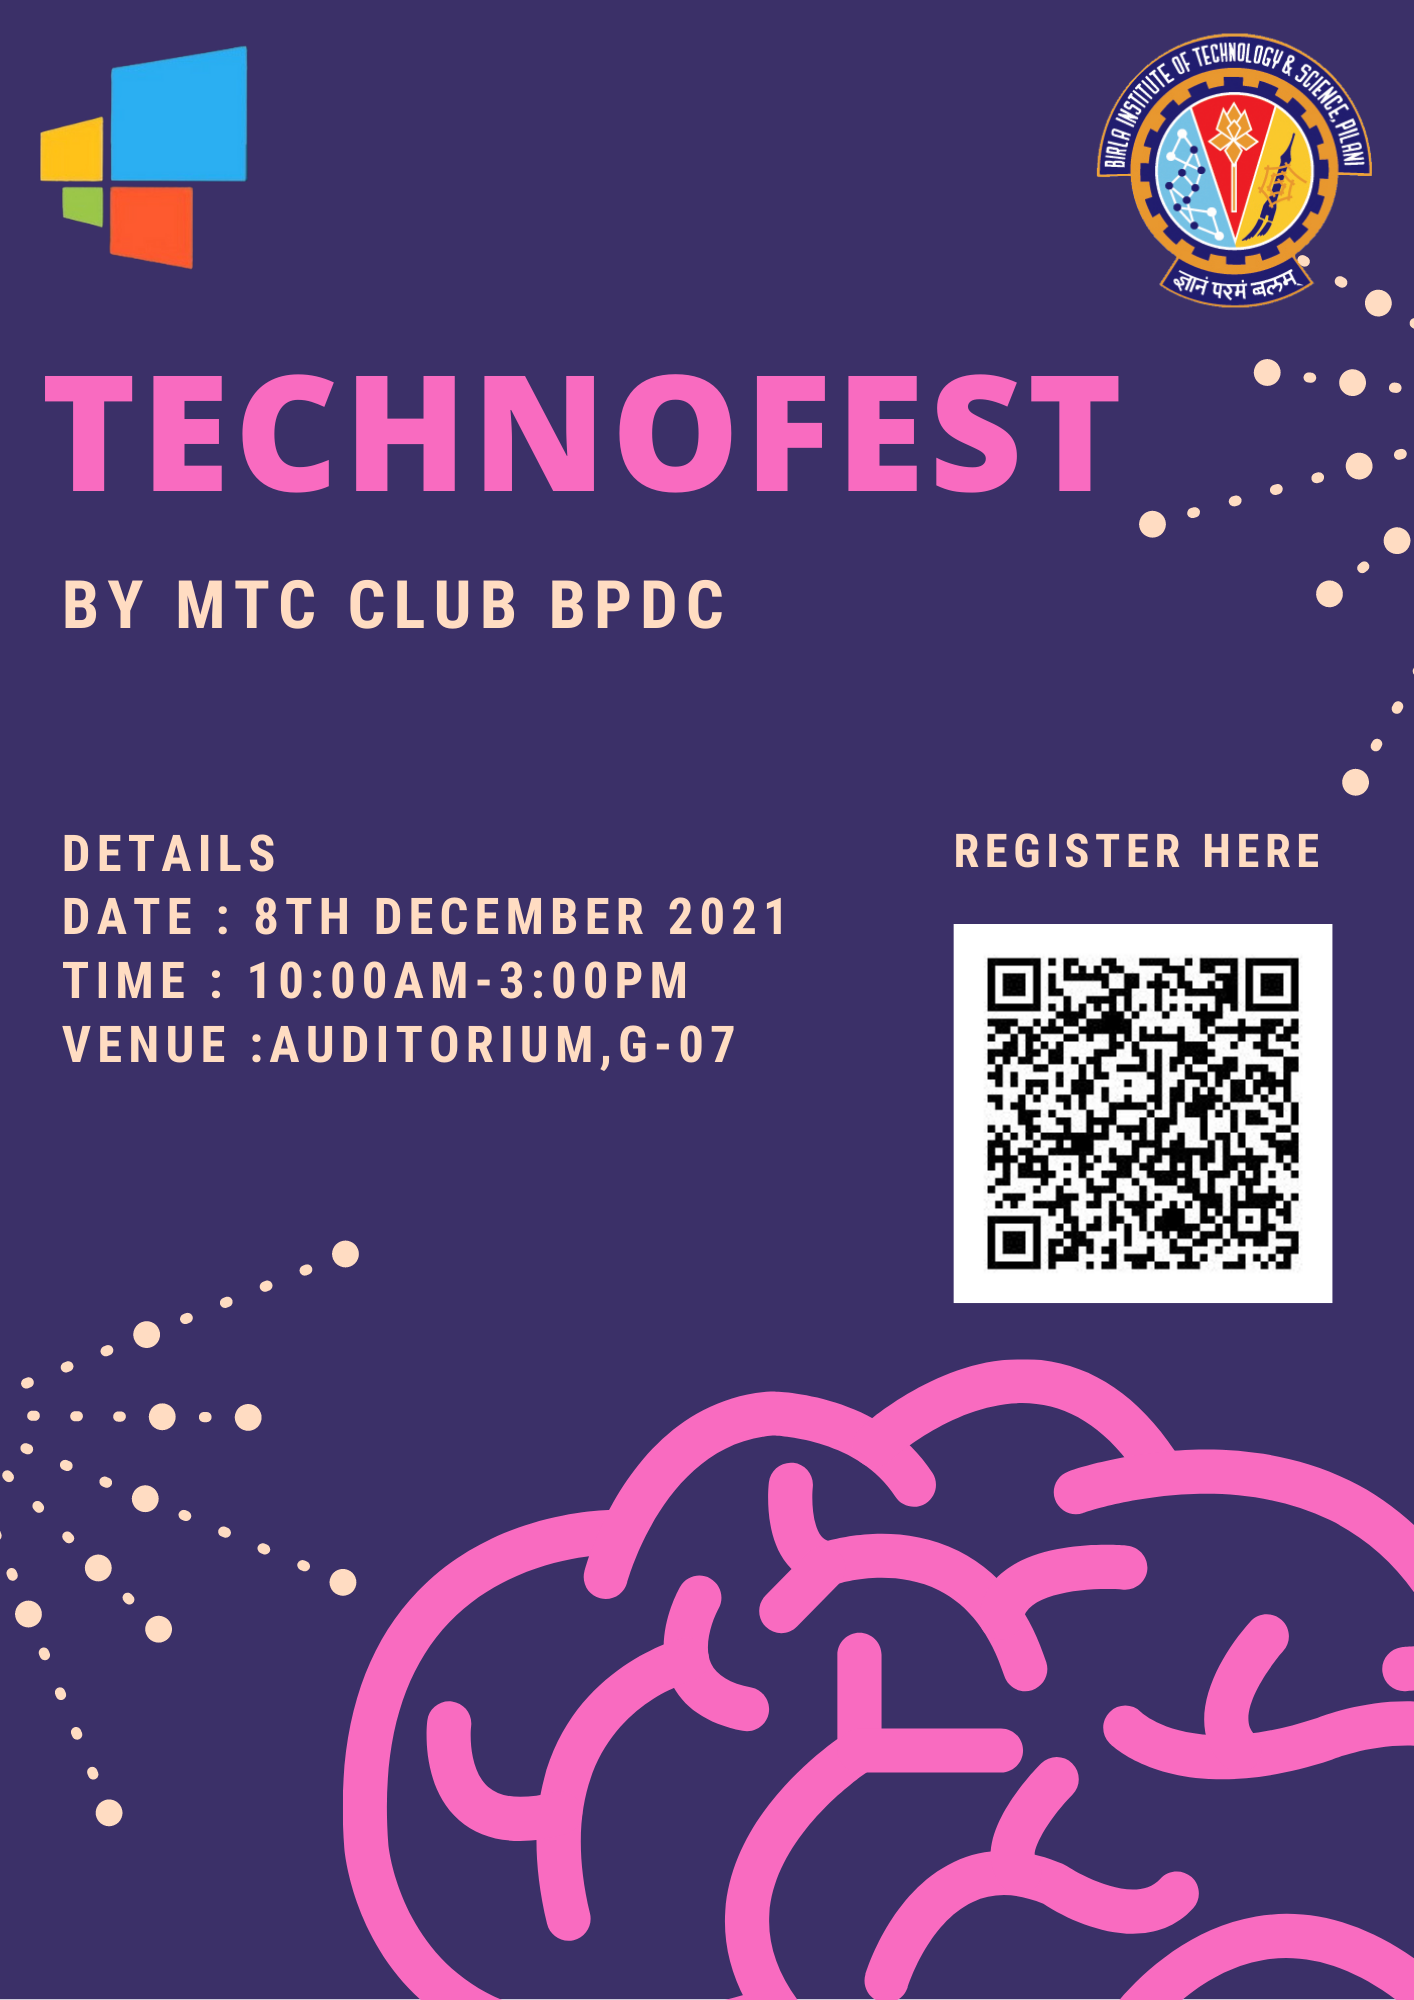 BIRLA INSTITUTE OF TECHNOLOGY & SCIENCE, PILANI
ज्ञानं परमं बलम्
TECHNOFEST
BY MTC CLUB BPDC
DETAILS
DATE : 8TH DECEMBER 2021
TIME : 10:00AM-3:00PM
VENUE :AUDITORIUM,G-07
REGISTER HERE